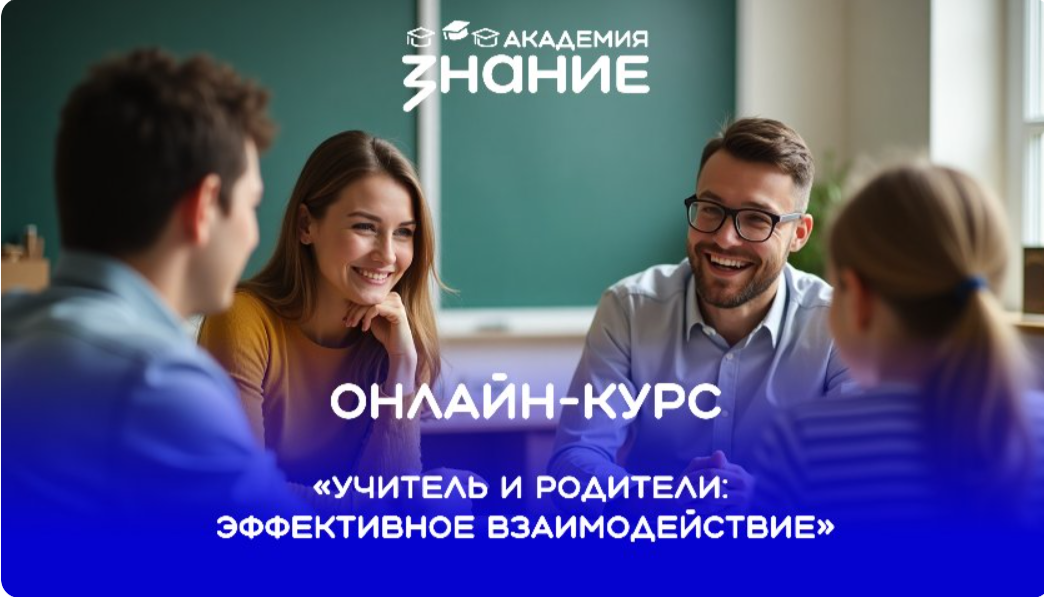 АКАДЕМИЯ
ЗНАНИЕ
ОНЛАЙН-КУРС
«УЧИТЕЛЬ И РОДИТЕЛИ:
ЭФФЕКТИВНОЕ ВЗАИМОДЕЙСТВИЕ»